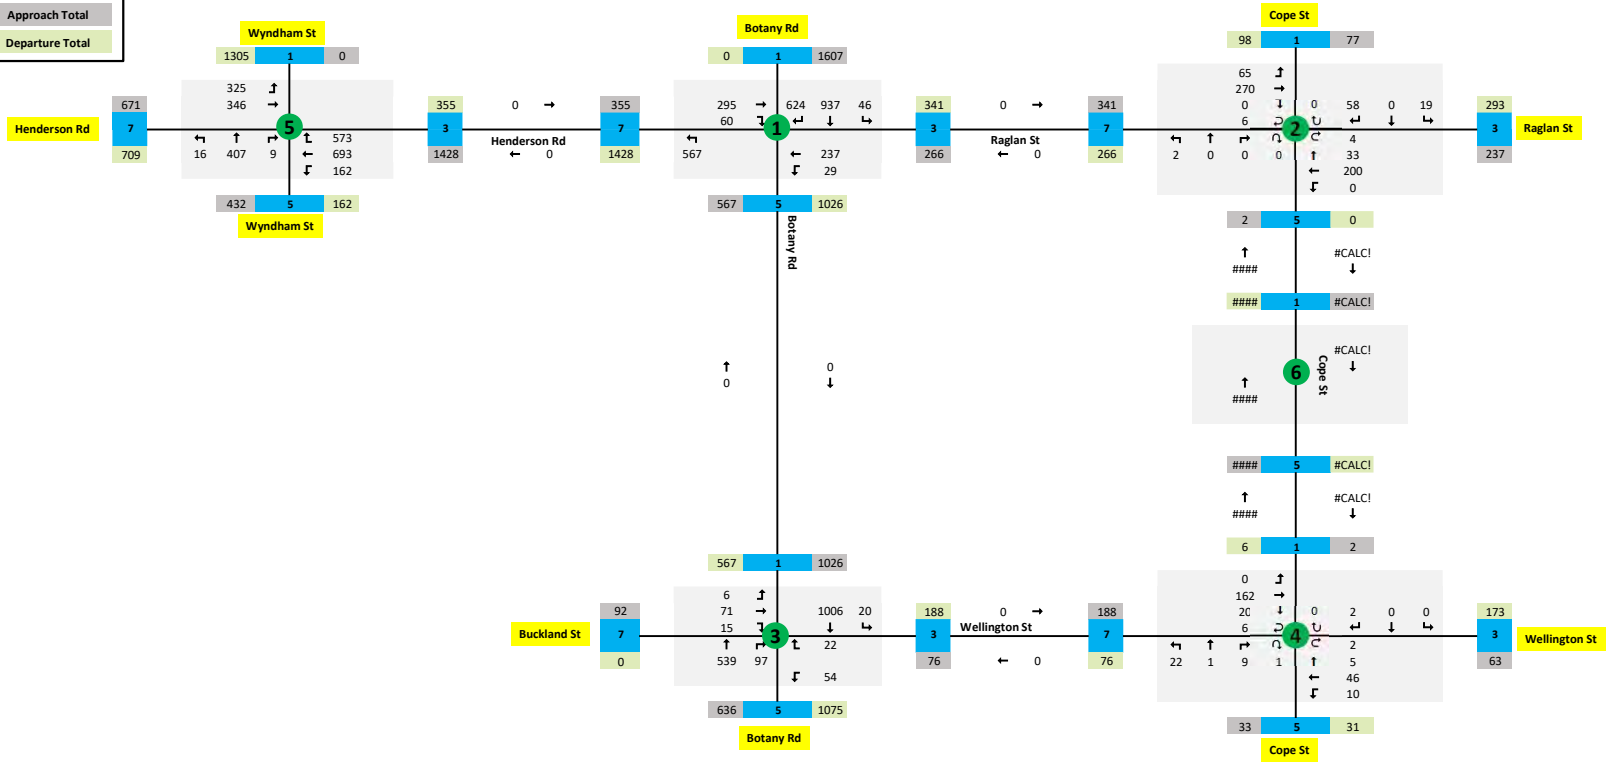 Approach Total
Departure Total
Wyndham St
1305 1 0
325
346
671
7
709
Henderson Rd
5
573
16 407 9 693
162
432 5 162
Wyndham St
355
3
1428
0
Henderson Rd
0
355
7
1428
Botany Rd
0 1 1607
295 624 937 46
60
1
567 237
29
567 5 1026
Botany Rd
341
3
266
0
Raglan St
0
341
7
266
Cope St
98 1 77
65
270
0 0 58 0 19
6
2
4
2 0 0 0 33
200
0
293
3
237
Raglan St
2 5 0
#CALC!
####
#### 1 #CALC!
#CALC!
6
Cope St
####
#### 5 #CALC!
#CALC!
####
6 1 2
0
0
567 1 1026
6
71 1006 20
15
3
22
539 97
54
92
7
0
Buckland St
636 5 1075
Botany Rd
188
3
76
0
Wellington St
0
188
7
76
0
162
20 0 2 0 0
6
4
2
22 1 9 1 5
46
10
173
3
63
Wellington St
33 5 31
Cope St